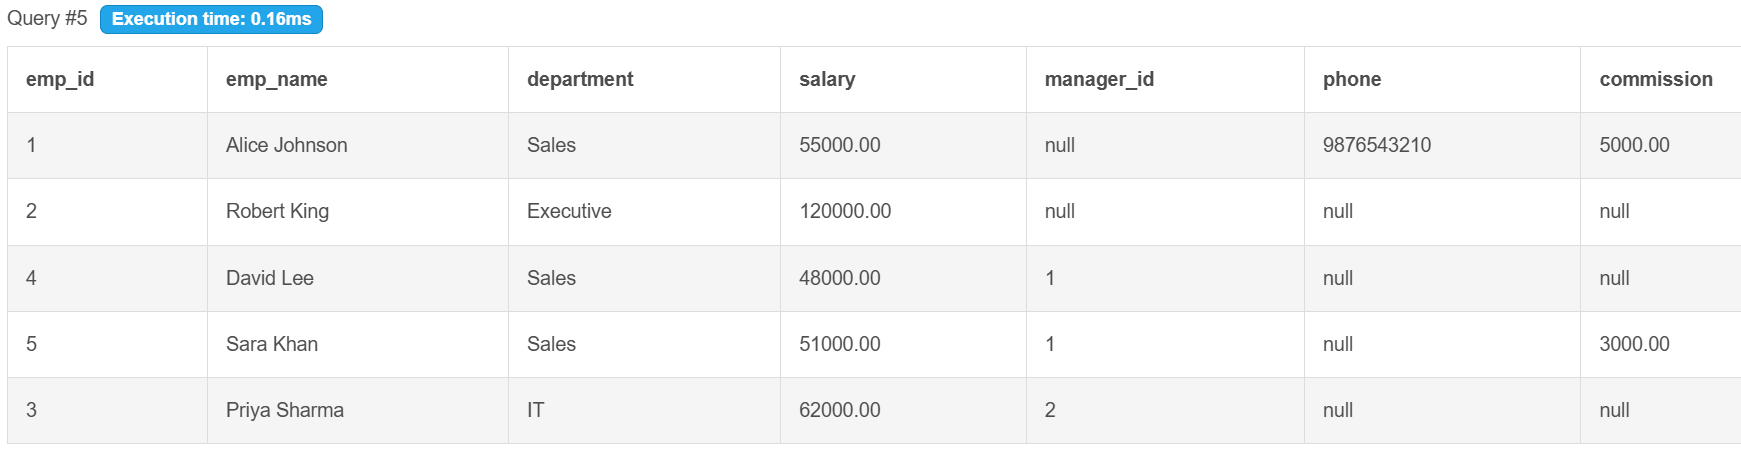 Query #5 Execution time: 0.16ms
emp_id emp_name department salary manager_id phone commission
1 Alice Johnson Sales 55000.00 null 9876543210 5000.00
2 Robert King Executive 120000.00 null null null
4 David Lee Sales 48000.00 1 null null
5 Sara Khan Sales 51000.00 1 null 3000.00
3 Priya Sharma IT 62000.00 2 null null